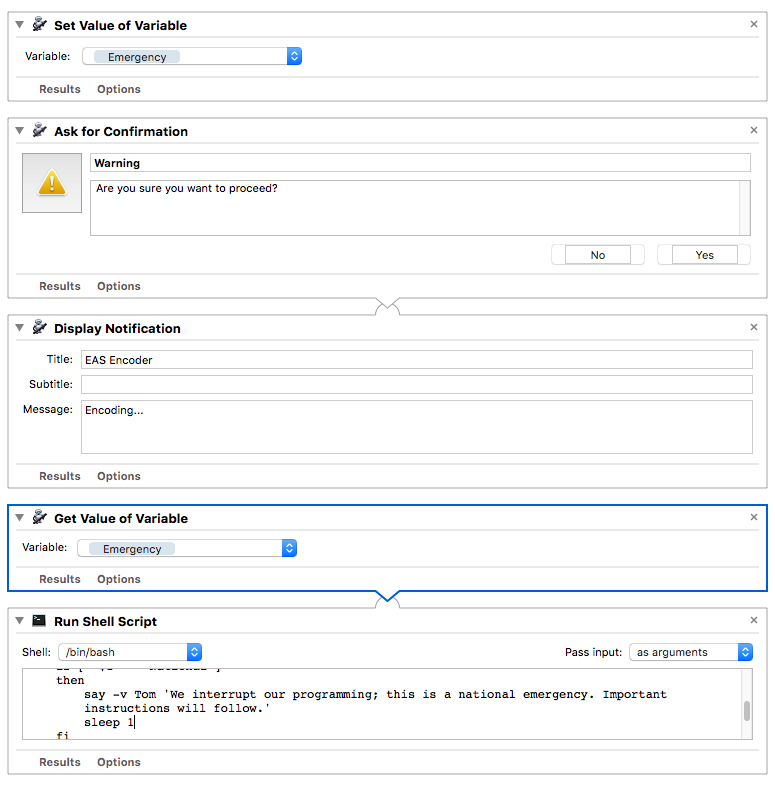 Set Value of Variable
Variable: Emergency
Results Options
Ask for Confirmation
Warning
Are you sure you want to proceed?
No Yes
Results Options
Display Notification
Title: EAS Encoder
Subtitle:
Message: Encoding...
Results Options
Get Value of Variable
Variable: Emergency
Results Options
Run Shell Script
Shell: /bin/bash Pass input: as arguments
then
say -v Tom 'We interrupt our programming; this is a national emergency. Important
instructions will follow.'
sleep 1
fi
Results Options